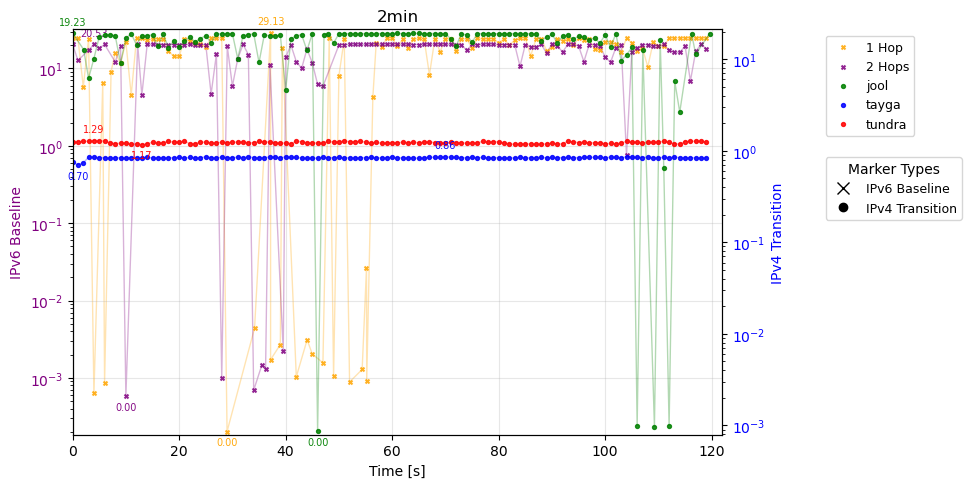 2min
19.23
20.53
29.13
1.29
1.17
0.70
0.86
0.00
0.00
0.00
10¹
10⁰
10⁻¹
10⁻²
10⁻³
IPv6 Baseline
10¹
10⁰
10⁻¹
10⁻²
10⁻³
IPv4 Transition
0 20 40 60 80 100 120
Time [s]
1 Hop
2 Hops
jool
tayga
tundra
Marker Types
IPv6 Baseline
IPv4 Transition